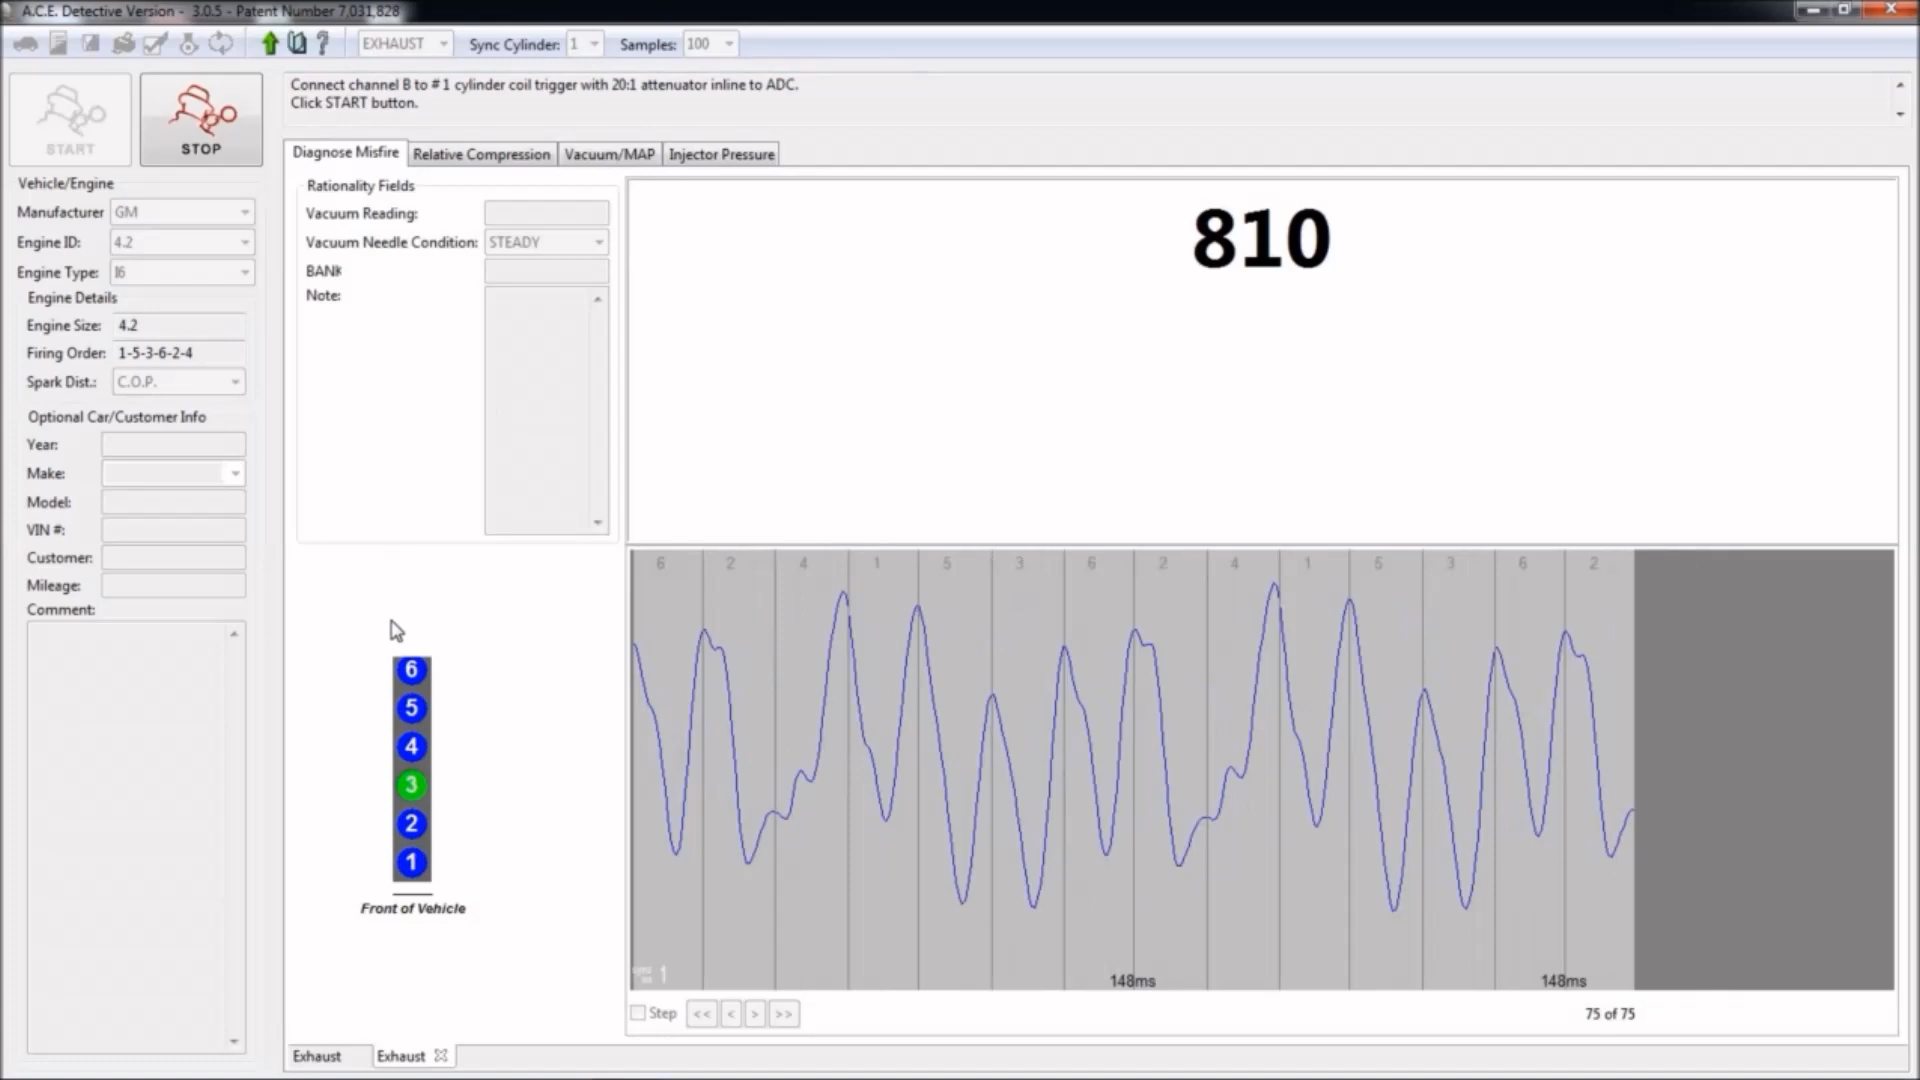 A.C.E. Detective Version - 3.0.5 - Patent Number 7,031,828
EXHAUST Sync Cylinder: 1 Samples: 100
START
STOP
Connect channel B to #1 cylinder coil trigger with 20:1 attenuator inline to ADC.
Click START button.
Diagnose Misfire Relative Compression Vacuum/MAP Injector Pressure
Vehicle/Engine
Manufacturer GM
Engine ID: 4.2
Engine Type: I6
Engine Details
Engine Size: 4.2
Firing Order: 1-5-3-6-2-4
Spark Dist.: C.O.P.
Optional Car/Customer Info
Year:
Make:
Model:
VIN #:
Customer:
Mileage:
Comment:
Rationality Fields
Vacuum Reading:
Vacuum Needle Condition: STEADY
BANK
Note:
810
6
5
4
3
2
1
Front of Vehicle
6 2 4 1 5 3 6 2 4 1 5 3 6 2
1
148ms 148ms
Step << < > >> 75 of 75
Exhaust Exhaust